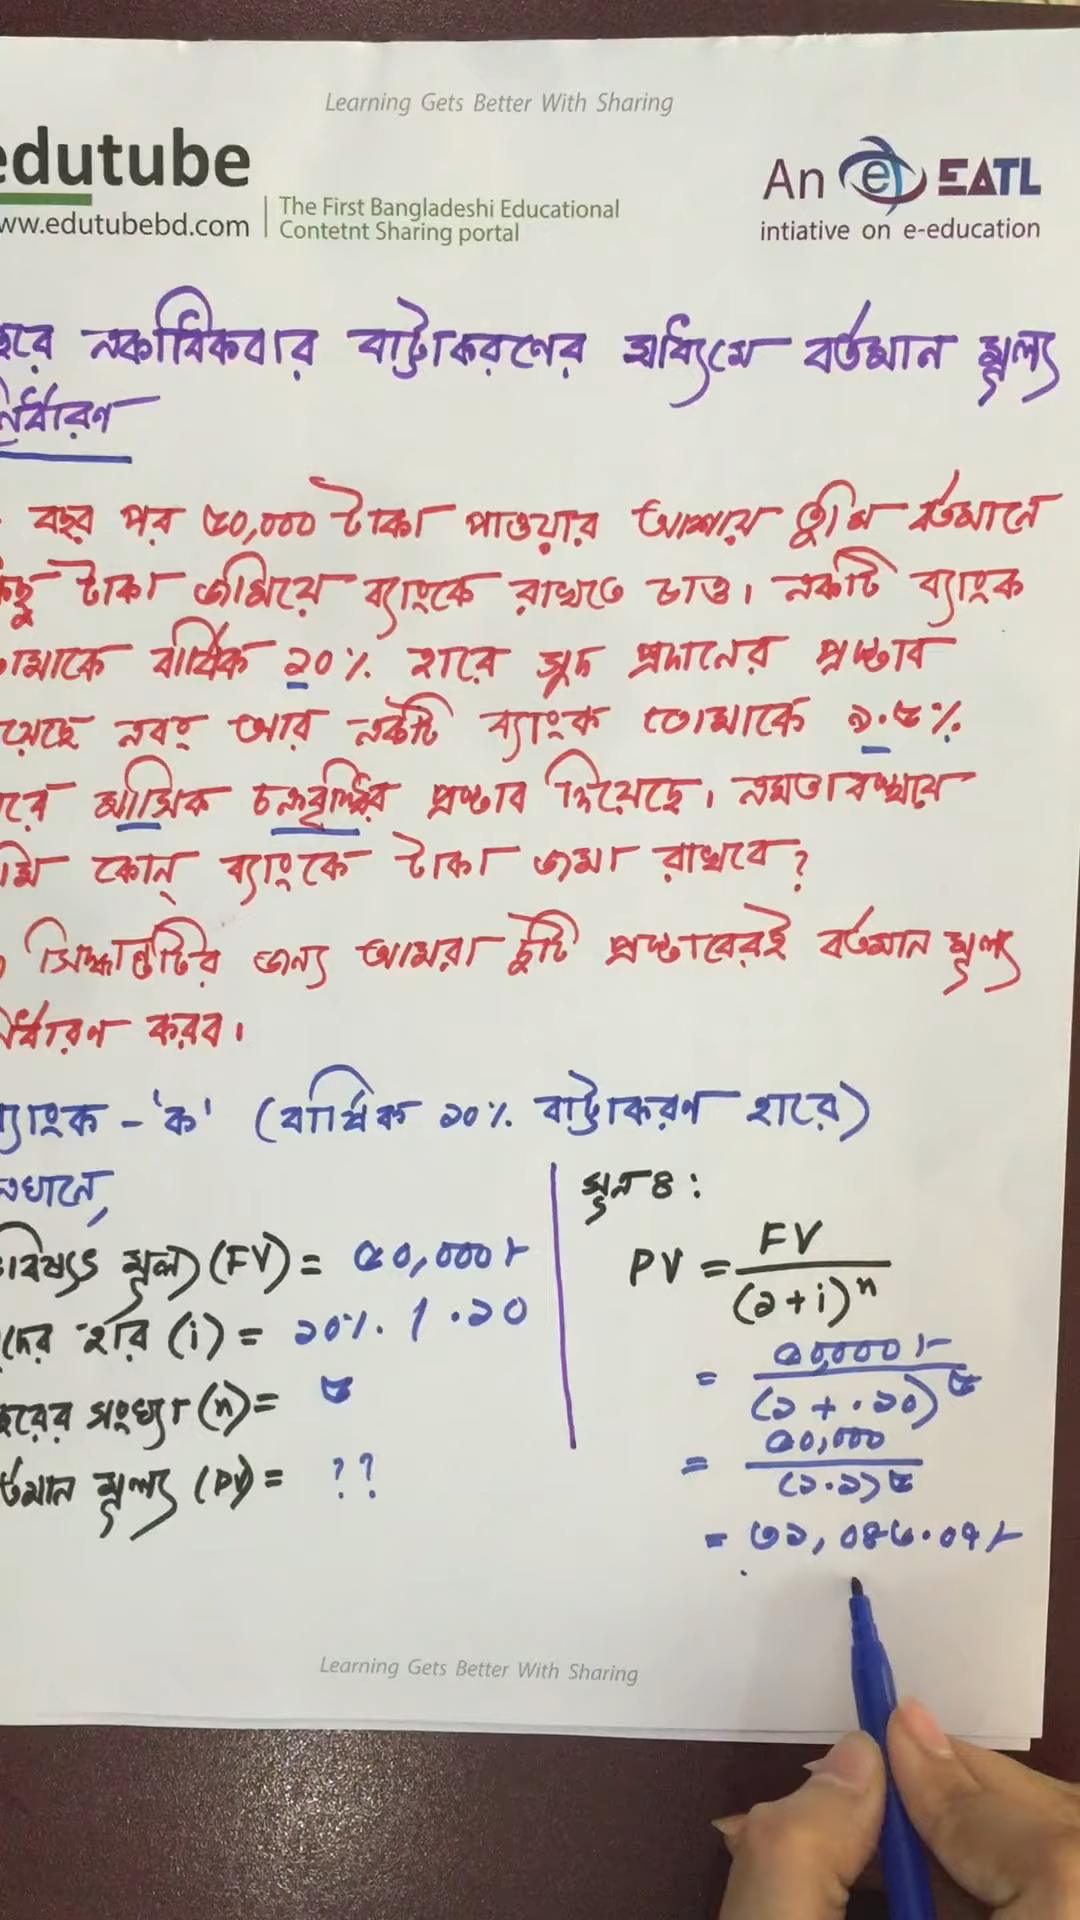 Learning Gets Better With Sharing
edutube
www.edutubebd.com
The First Bangladeshi Educational
Contetnt Sharing portal
An e EATL
intiative on e-education
ছরে একাধিকবার বাট্টাকরণের মাধ্যমে বর্তমান মূল্য
নির্ধারণ
বছর পর ৫০,০০০ টাকা পাওয়ার আশায় তুমি বর্তমানে
কিছু টাকা জমিয়ে ব্যাংকে রাখতে চাও। একটি ব্যাংক
তোমাকে বার্ষিক ১০% হারে সুদ প্রদানের প্রস্তাব
য়েছে এবং আর একটি ব্যাংক তোমাকে ৯.৫%
রে মাসিক চক্রবৃদ্ধির প্রস্তাব দিয়েছে। এমতাবস্থায়
মি কোন্ ব্যাংকে টাকা জমা রাখবে?
সিদ্ধান্তটির জন্য আমরা দুটি প্রস্তাবেরই বর্তমান মূল্য
নির্ধারণ করব।
ব্যাংক - 'ক' (বার্ষিক ১০% বাট্টাকরণ হারে)
এখানে,
ভবিষ্যৎ মূল্য (FV) = ৫০,০০০৳
সুদের হার (i) = ১০% / .১০
ছরের সংখ্যা (n) = ৫
বর্তমান মূল্য (PV) = ??
সূত্র ৪ :
PV = FV / (১+i)^n
= ৫০,০০০৳ / (১ + .১০)^৫
= ৫০,০০০ / (১.১)^৫
= ৩১,০৪৬.০৭৳
Learning Gets Better With Sharing